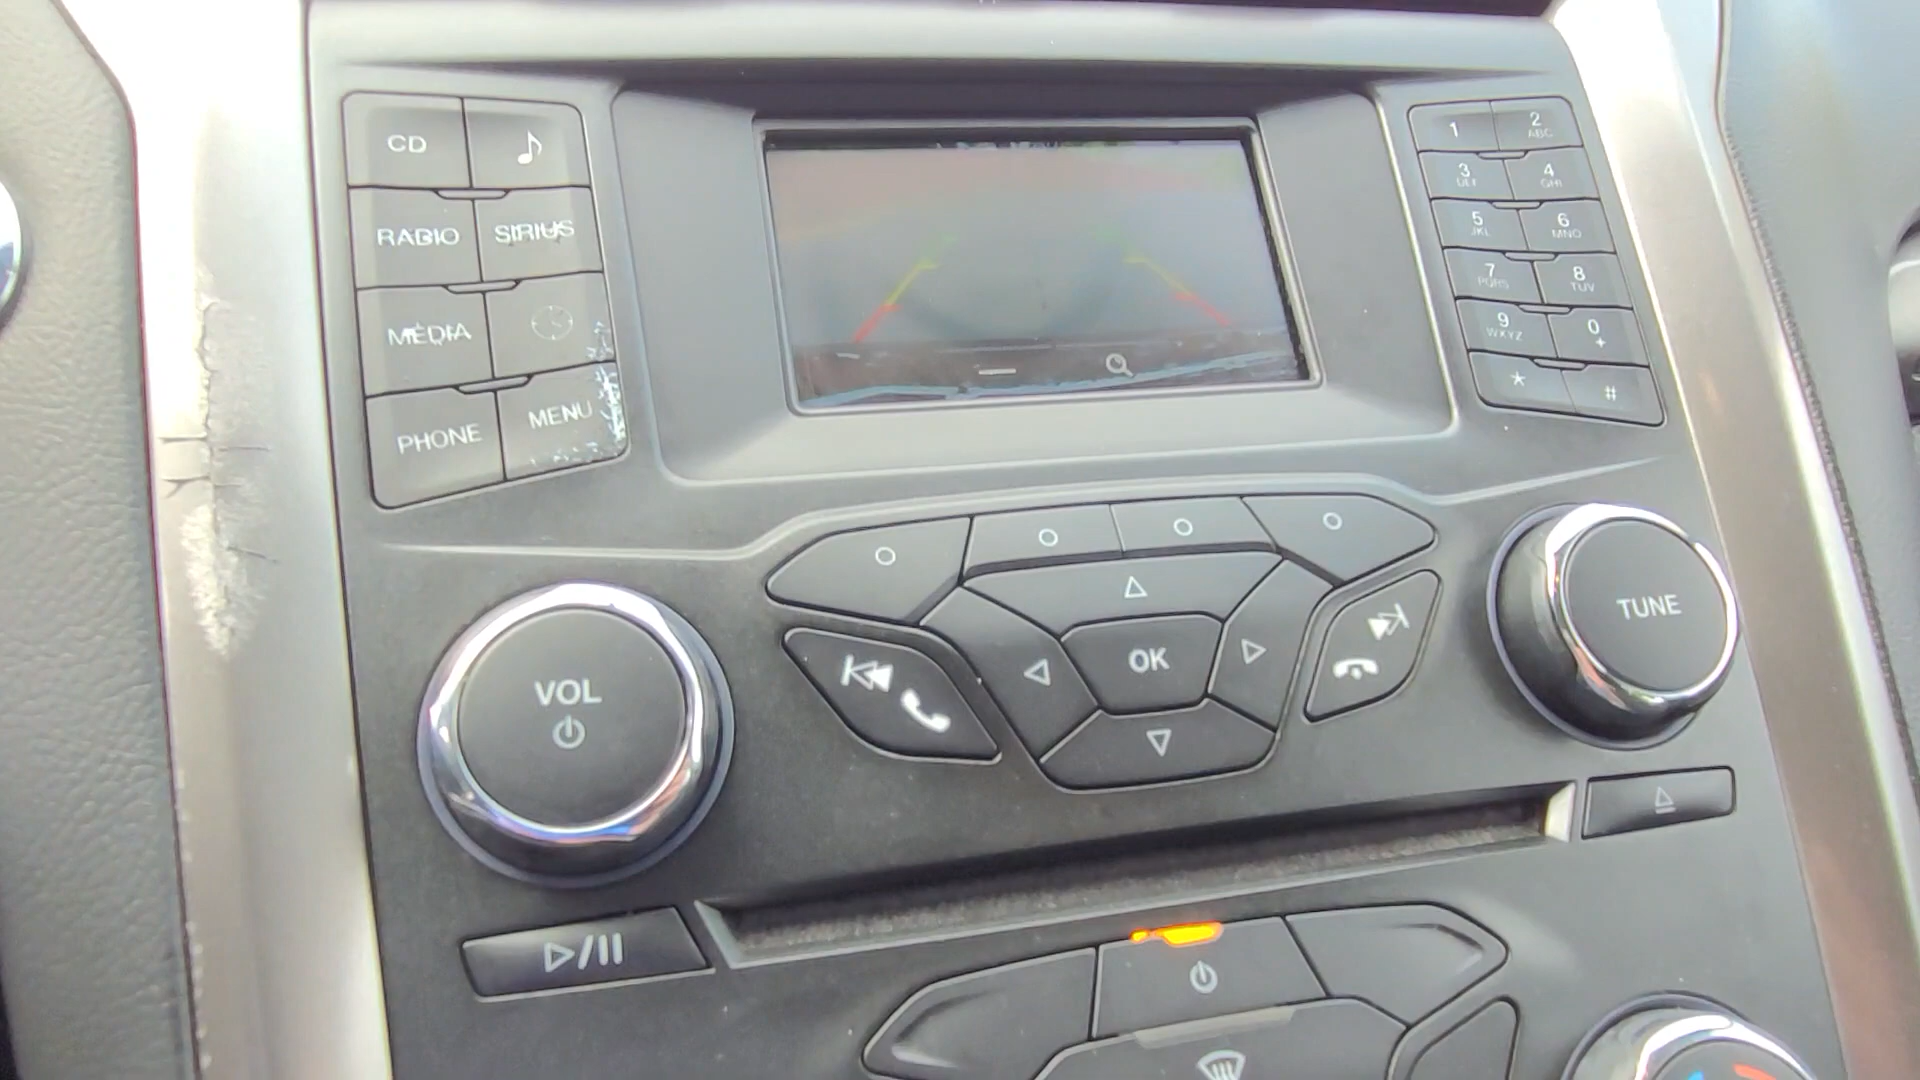 CD
RADIO SIRIUS
MEDIA
PHONE MENU
1 2 ABC
3 DEF 4 GHI
5 JKL 6 MNO
7 PQRS 8 TUV
9 WXYZ 0 +
* #
OK
VOL
TUNE